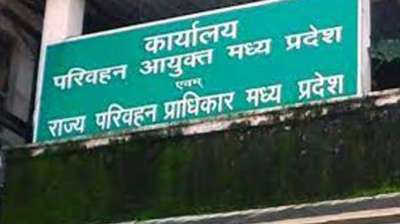 कार्यालय
परिवहन आयुक्त मध्य प्रदेश
एवम्
राज्य परिवहन प्राधिकार मध्य प्रदेश